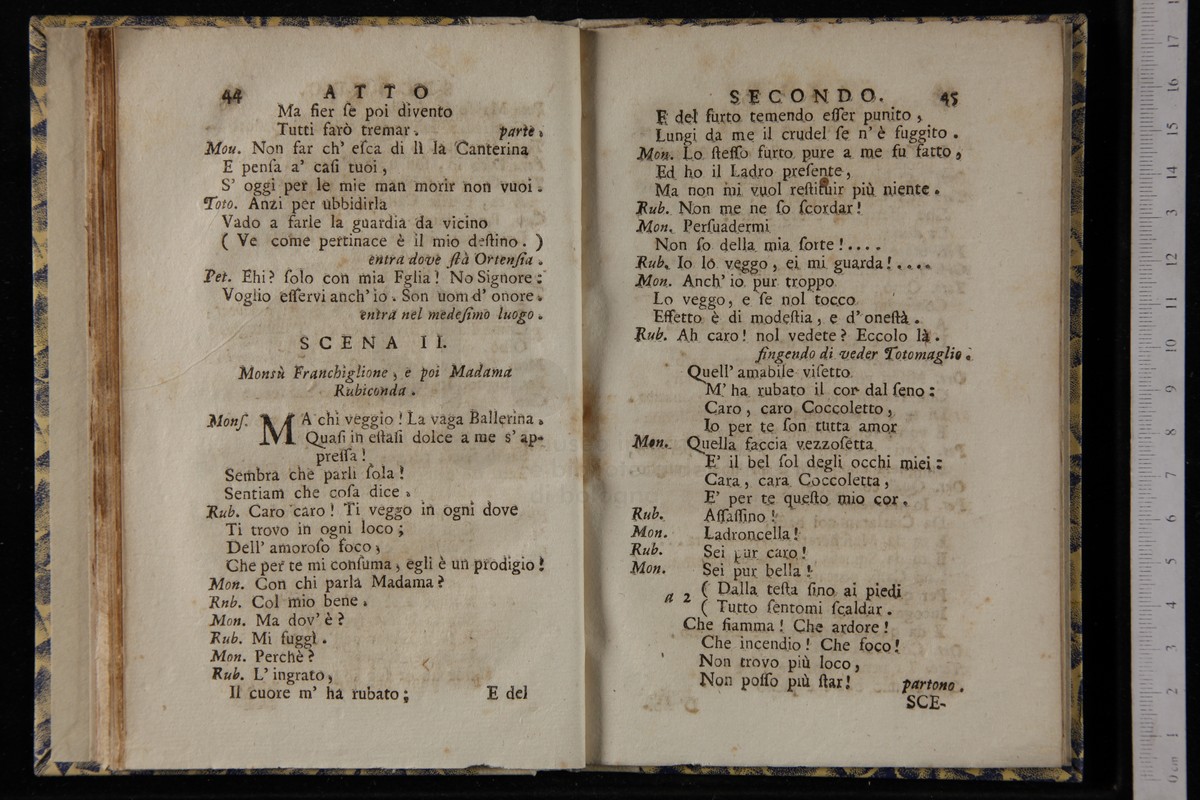 44 ATTO
Ma fier ſe poi divento
Tutti farò tremar. parte.
Mou. Non far ch' eſca di lì la Canterina
E penſa a' caſi tuoi,
S' oggi per le mie man morir non vuoi.
Toto. Anzi per ubbidirla
Vado a farle la guardia da vicino
( Ve come pertinace è il mio deſtino. )
entra dove ſtà Ortenſia.
Pet. Ehi? ſolo con mia Fglia! No Signore:
Voglio eſſervi anch' io. Son uom d' onore.
entra nel medeſimo luogo.
SCENA II.
Monsù Franchiglione, e poi Madama
Rubiconda.
Monſ. MA chi veggio! La vaga Ballerina.
Quaſi in eſtaſi dolce a me s' ap-
preſſa!
Sembra che parli ſola!
Sentiam che coſa dice.
Rub. Caro caro! Ti veggo in ogni dove
Ti trovo in ogni loco;
Dell' amoroſo foco,
Che per te mi conſuma, egli è un prodigio!
Mon. Con chi parla Madama?
Rnb. Col mio bene.
Mon. Ma dov' è?
Rub. Mi fuggì.
Mon. Perchè?
Rub. L' ingrato,
Il cuore m' ha rubato; E del
SECONDO. 45
E del furto temendo eſſer punito,
Lungi da me il crudel ſe n' è fuggito.
Mon. Lo ſteſſo furto pure a me fu fatto,
Ed ho il Ladro preſente,
Ma non mi vuol reſtituir più niente.
Rub. Non me ne ſo ſcordar!
Mon. Perſuadermi
Non ſo della mia ſorte!....
Rub. Io lo veggo, ei mi guarda!....
Mon. Anch' io pur troppo
Lo veggo, e ſe nol tocco
Effetto è di modeſtia, e d' oneſtà.
Rub. Ah caro! nol vedete? Eccolo là.
fingendo di veder Totomaglio.
Quell' amabile viſetto
M' ha rubato il cor dal ſeno:
Caro, caro Coccoletto,
Io per te ſon tutta amor
Mon. Quella faccia vezzoſetta
E' il bel ſol degli occhi miei:
Cara, cara Coccoletta,
E' per te queſto mio cor.
Rub. Aſſaſſino!
Mon. Ladroncella!
Rub. Sei pur caro!
Mon. Sei pur bella!
a 2 ( Dalla teſta ſino ai piedi
( Tutto ſentomi ſcaldar.
Che fiamma! Che ardore!
Che incendio! Che foco!
Non trovo più loco,
Non poſſo più ſtar! partono.
SCE-